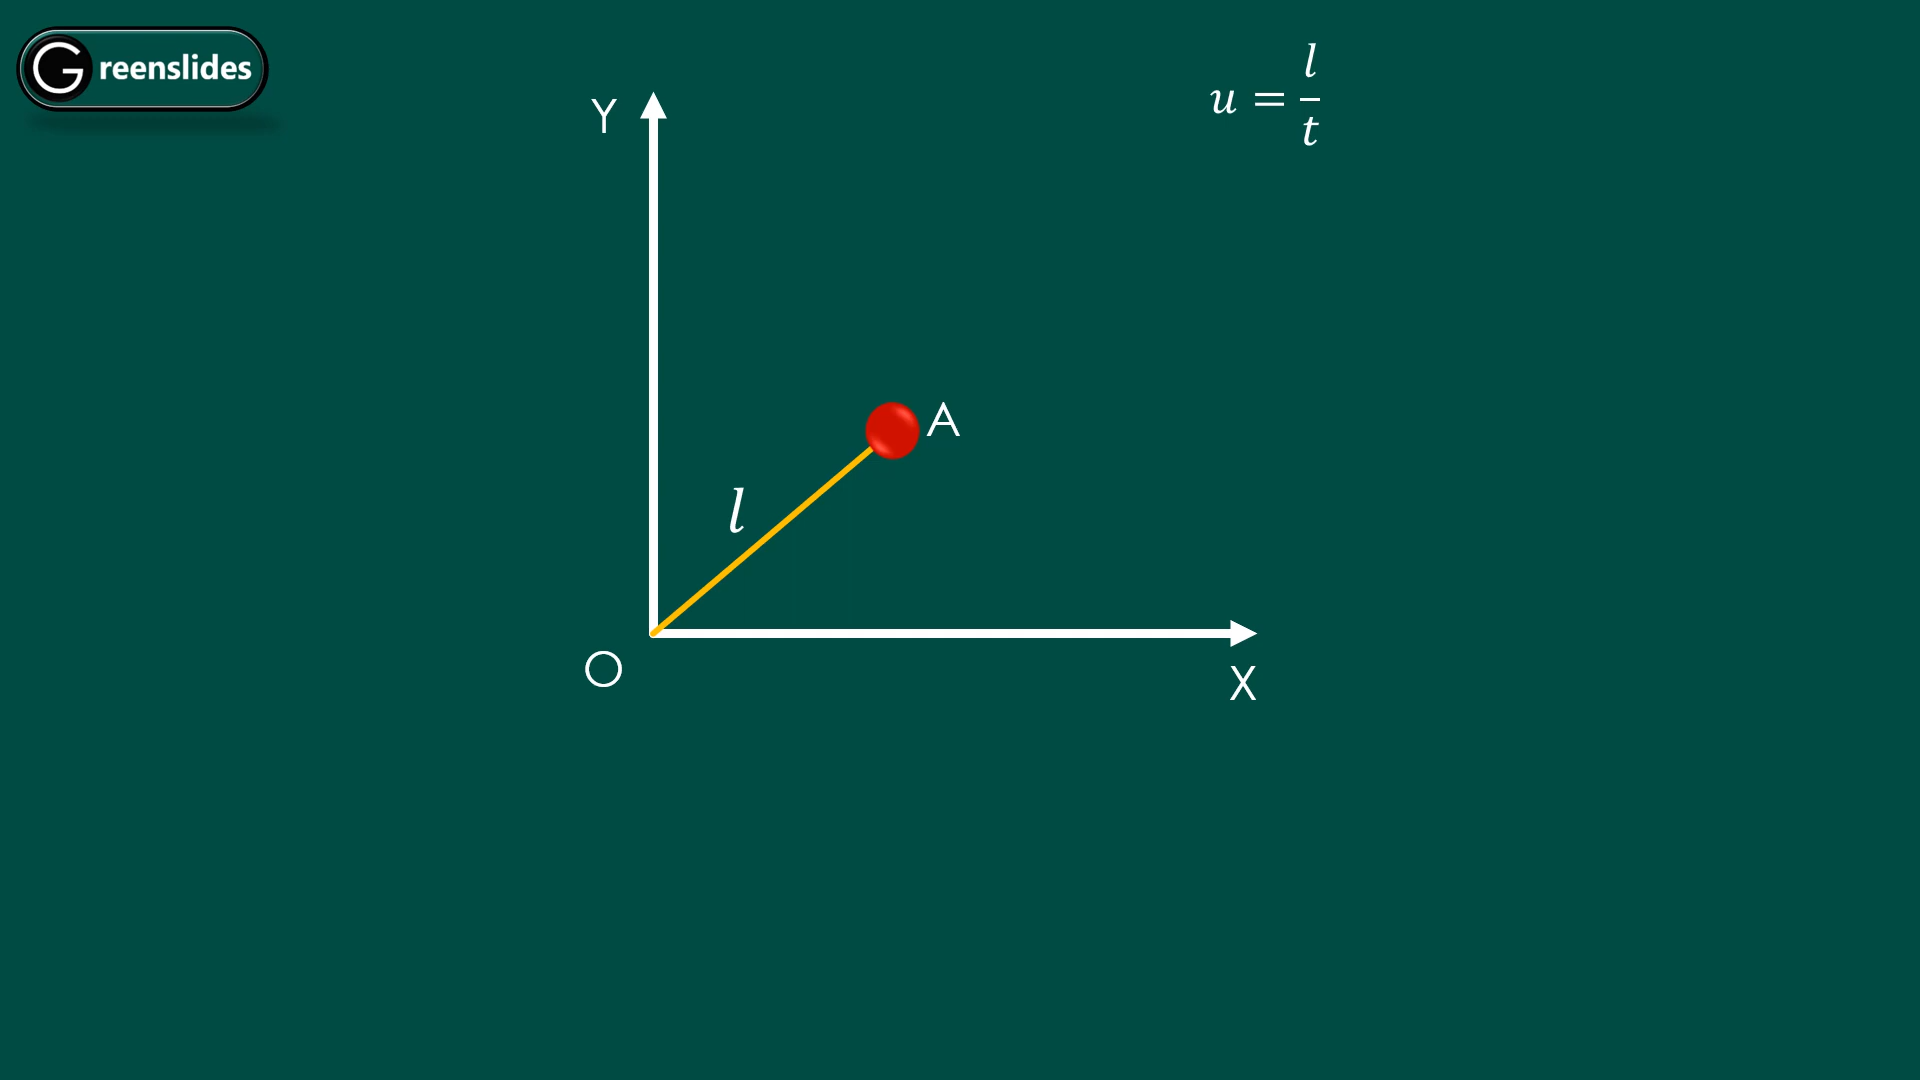 Greenslides
u = l/t
Y
A
l
O
X